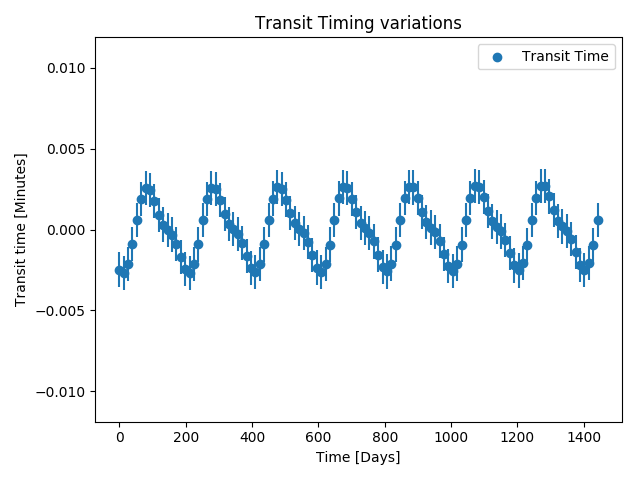 Transit Timing variations
Transit Time
Transit time [Minutes]
0.010
0.005
0.000
−0.005
−0.010
0 200 400 600 800 1000 1200 1400
Time [Days]